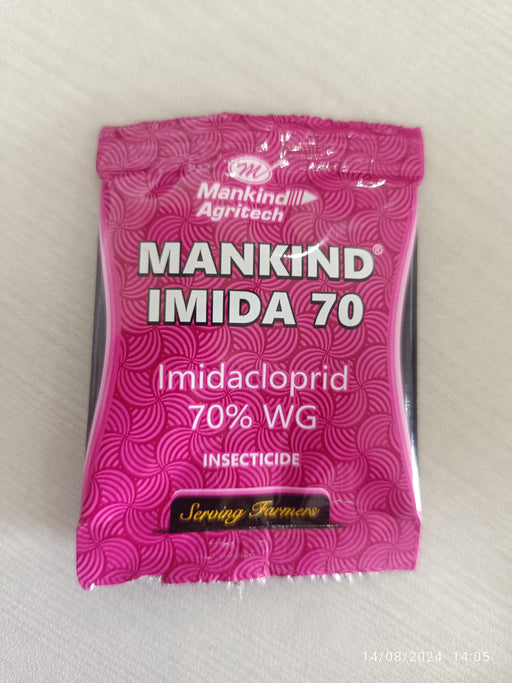 m
Mankind
Agritech
MANKIND®
IMIDA 70
Imidacloprid
70% WG
INSECTICIDE
Serving Farmers
14/08/2024 14:05